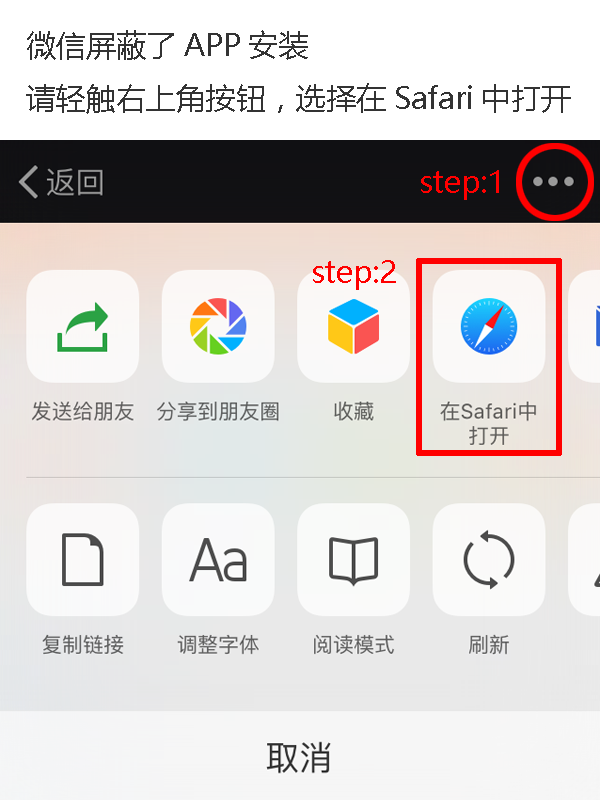 微信屏蔽了 APP 安装
请轻触右上角按钮，选择在 Safari 中打开
返回
step:1
step:2
发送给朋友
分享到朋友圈
收藏
在Safari中
打开
Aa
复制链接
调整字体
阅读模式
刷新
取消